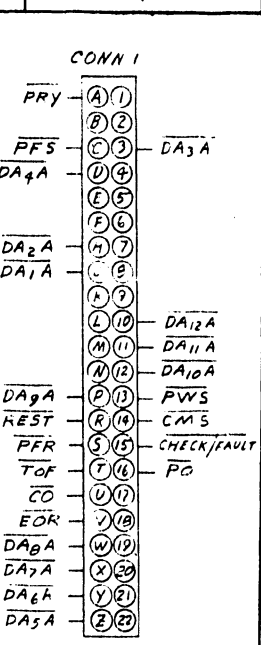 CONN 1
PRY A 1
B 2
PFS C 3 DA3A
DA4A D 4
E 5
F 6
DA2A H 7
DA1A J 8
K 9
L 10 DA12A
M 11 DA11A
N 12 DA10A
DA9A P 13 PWS
REST R 14 CMS
PFR S 15 CHECK/FAULT
TOF T 16
CO U 17
EOR V 18
DA8A W 19
DA7A X 20
DA6A Y 21
DA5A Z 22